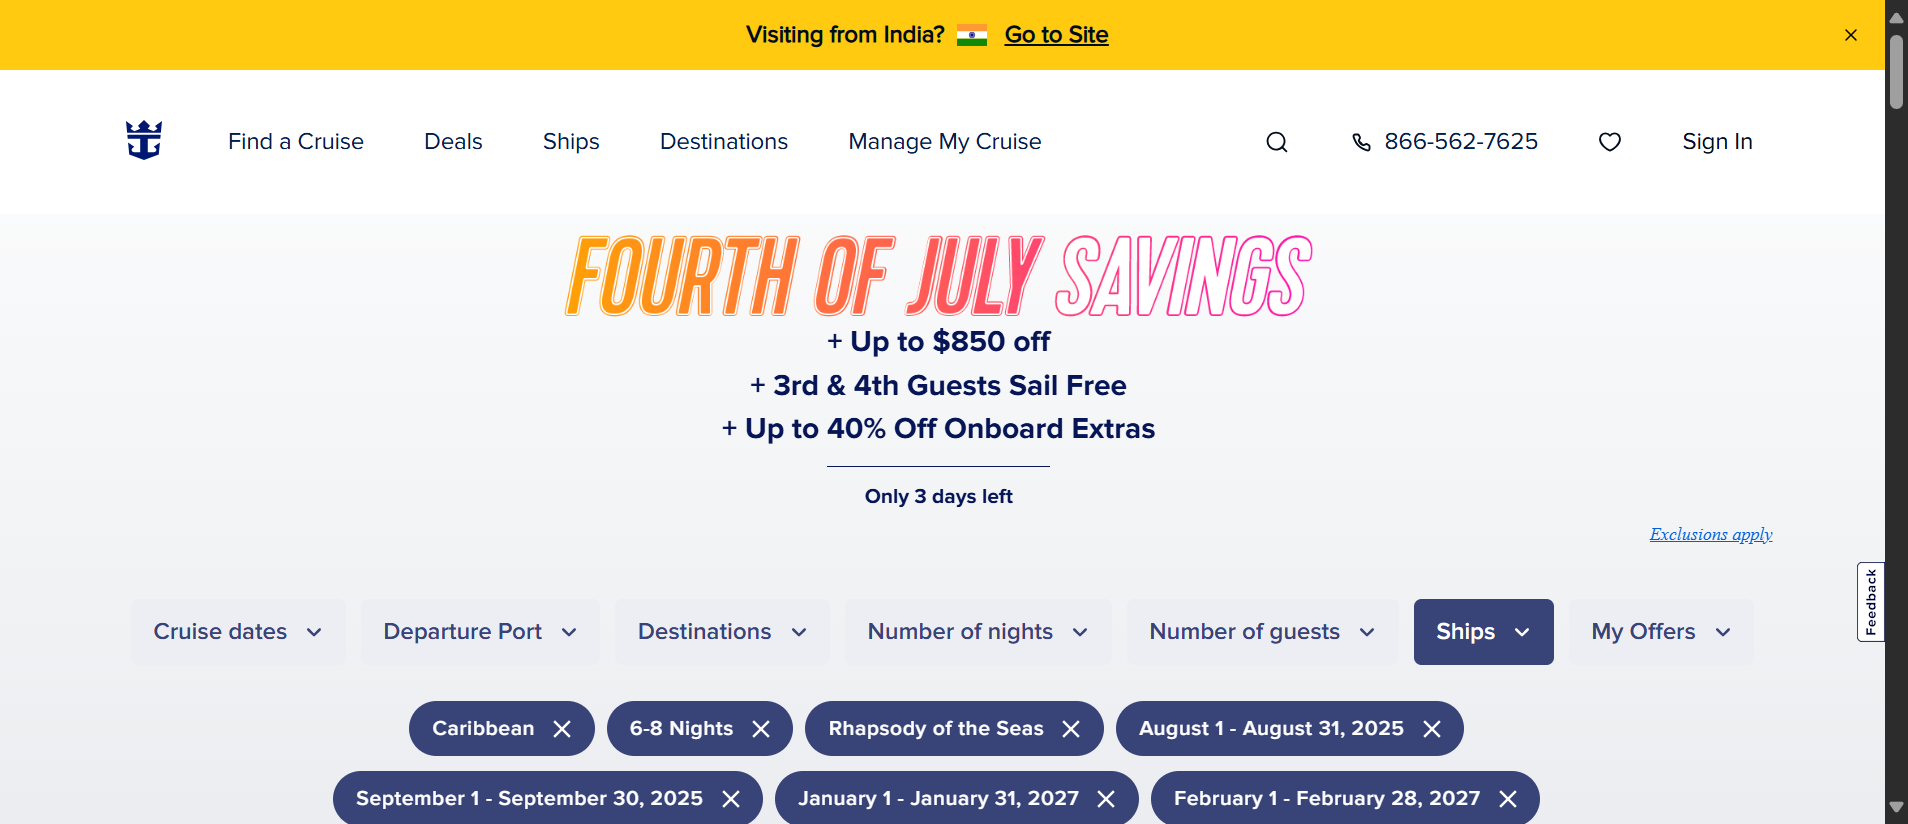 Visiting from India? Go to Site
Find a Cruise Deals Ships Destinations Manage My Cruise 866-562-7625 Sign In
FOURTH OF JULY SAVINGS
+ Up to $850 off
+ 3rd & 4th Guests Sail Free
+ Up to 40% Off Onboard Extras
Only 3 days left
Exclusions apply
Feedback
Cruise dates Departure Port Destinations Number of nights Number of guests Ships My Offers
Caribbean 6-8 Nights Rhapsody of the Seas August 1 - August 31, 2025
September 1 - September 30, 2025 January 1 - January 31, 2027 February 1 - February 28, 2027